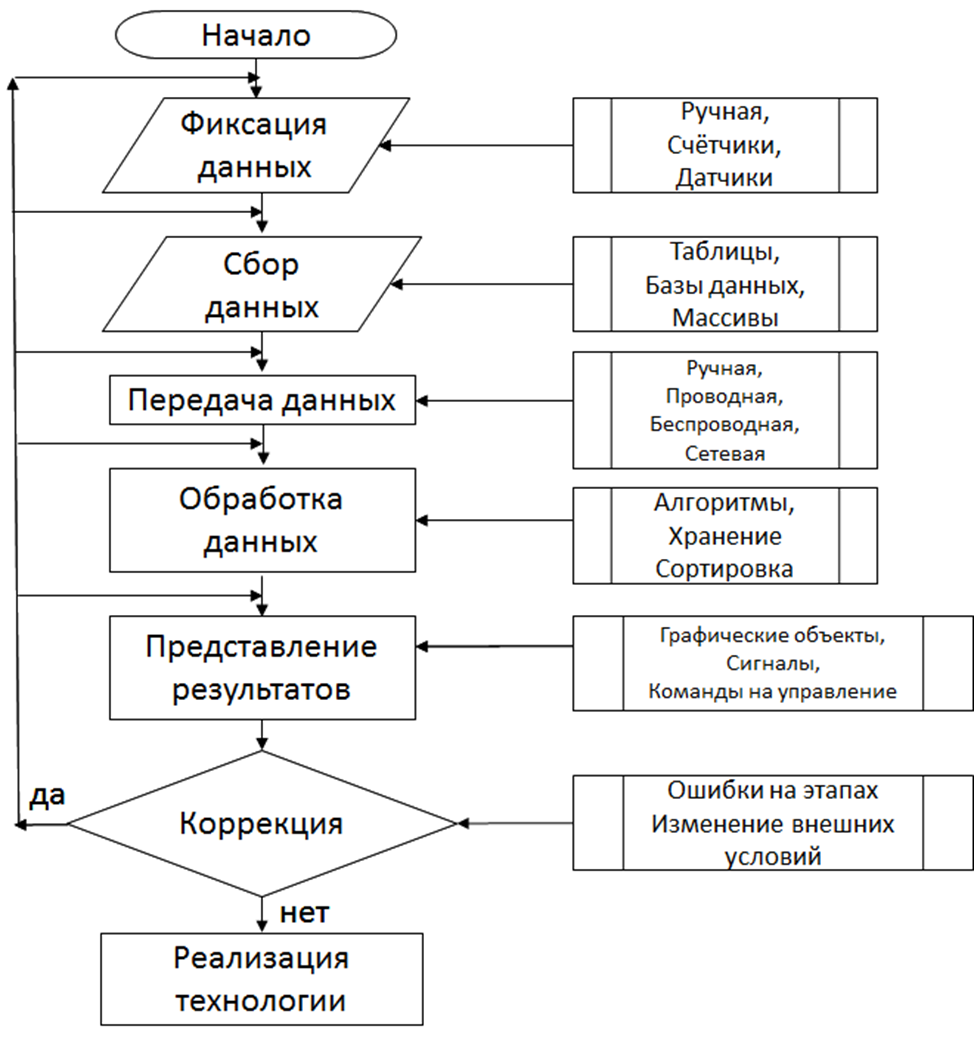 Начало
Фиксация
данных
Ручная,
Счётчики,
Датчики
Сбор
данных
Таблицы,
Базы данных,
Массивы
Передача данных
Ручная,
Проводная,
Беспроводная,
Сетевая
Обработка
данных
Алгоритмы,
Хранение
Сортировка
Представление
результатов
Графические объекты,
Сигналы,
Команды на управление
да
Коррекция
Ошибки на этапах
Изменение внешних
условий
нет
Реализация
технологии